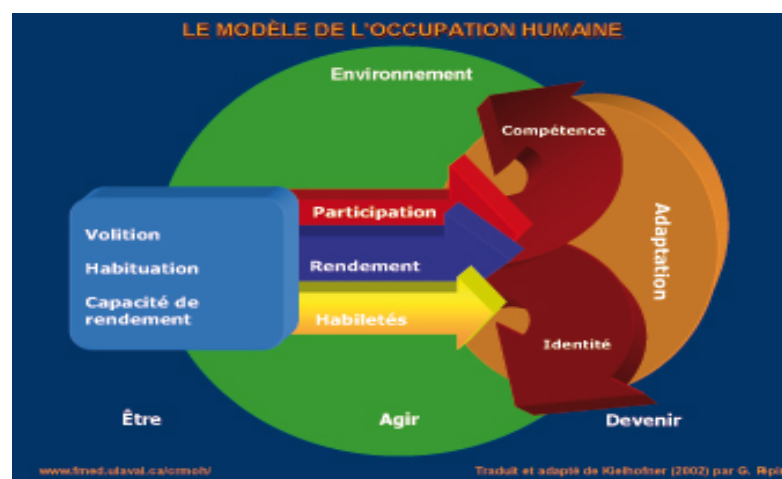 LE MODÈLE DE L'OCCUPATION HUMAINE
Environnement
Compétence
Participation
Adaptation
Volition
Habituation
Rendement
Capacité de
rendement
Habiletés
Identité
Être
Agir
Devenir
www.fmed.ulaval.ca/crmoh/
Traduit et adapté de Kielhofner (2002) par G.